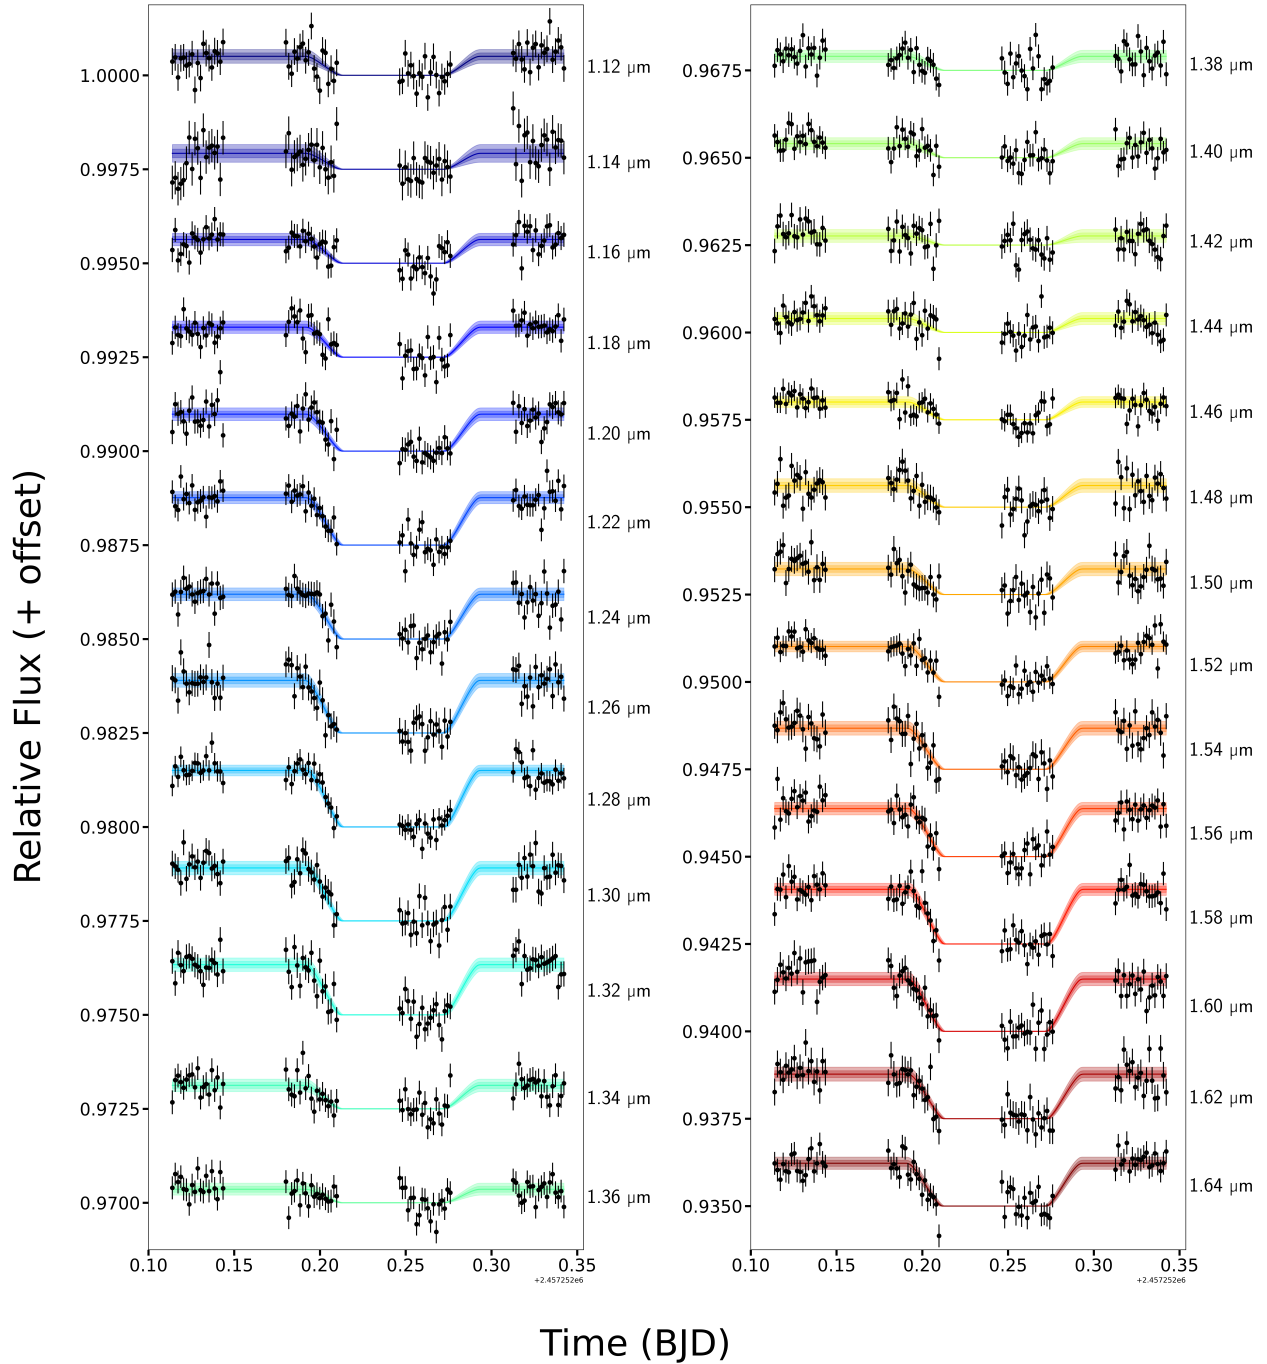 Relative Flux (+ offset)
1.0000
0.9975
0.9950
0.9925
0.9900
0.9875
0.9850
0.9825
0.9800
0.9775
0.9750
0.9725
0.9700
1.12 μm
1.14 μm
1.16 μm
1.18 μm
1.20 μm
1.22 μm
1.24 μm
1.26 μm
1.28 μm
1.30 μm
1.32 μm
1.34 μm
1.36 μm
0.10 0.15 0.20 0.25 0.30 0.35
+2.457252e6
0.9675
0.9650
0.9625
0.9600
0.9575
0.9550
0.9525
0.9500
0.9475
0.9450
0.9425
0.9400
0.9375
0.9350
1.38 μm
1.40 μm
1.42 μm
1.44 μm
1.46 μm
1.48 μm
1.50 μm
1.52 μm
1.54 μm
1.56 μm
1.58 μm
1.60 μm
1.62 μm
1.64 μm
0.10 0.15 0.20 0.25 0.30 0.35
+2.457252e6
Time (BJD)